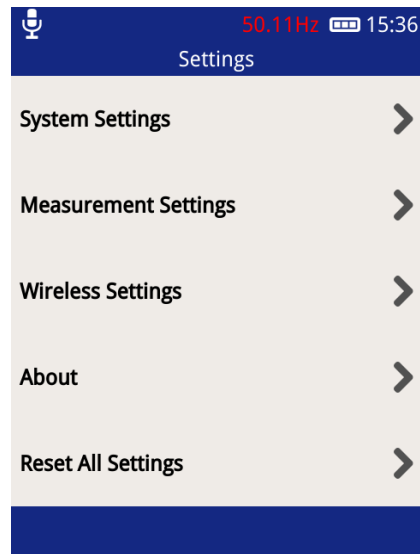 50.11Hz 15:36
Settings
System Settings
Measurement Settings
Wireless Settings
About
Reset All Settings